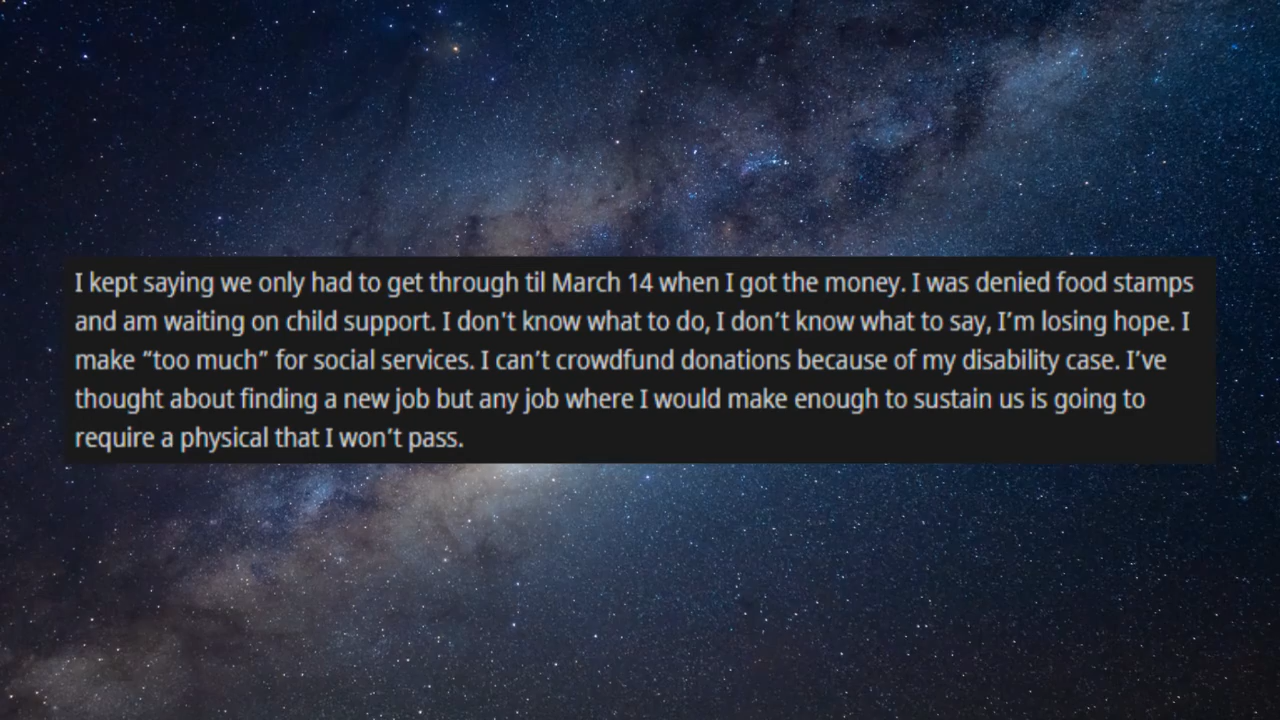 I kept saying we only had to get through til March 14 when I got the money. I was denied food stamps
and am waiting on child support. I don't know what to do, I don’t know what to say, I’m losing hope. I
make “too much” for social services. I can’t crowdfund donations because of my disability case. I’ve
thought about finding a new job but any job where I would make enough to sustain us is going to
require a physical that I won’t pass.